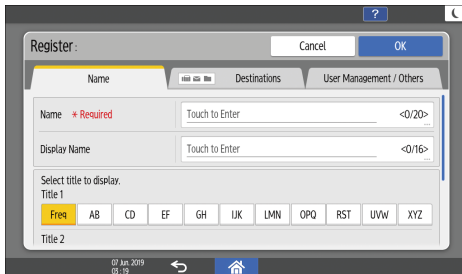 ?
Register :
Cancel
OK
Name
Destinations
User Management / Others
Name * Required
Touch to Enter
<0/20>
...
Display Name
Touch to Enter
<0/16>
...
Select title to display.
Title 1
Freq AB CD EF GH IJK LMN OPQ RST UVW XYZ
Title 2
07 Jun. 2019
03 : 19